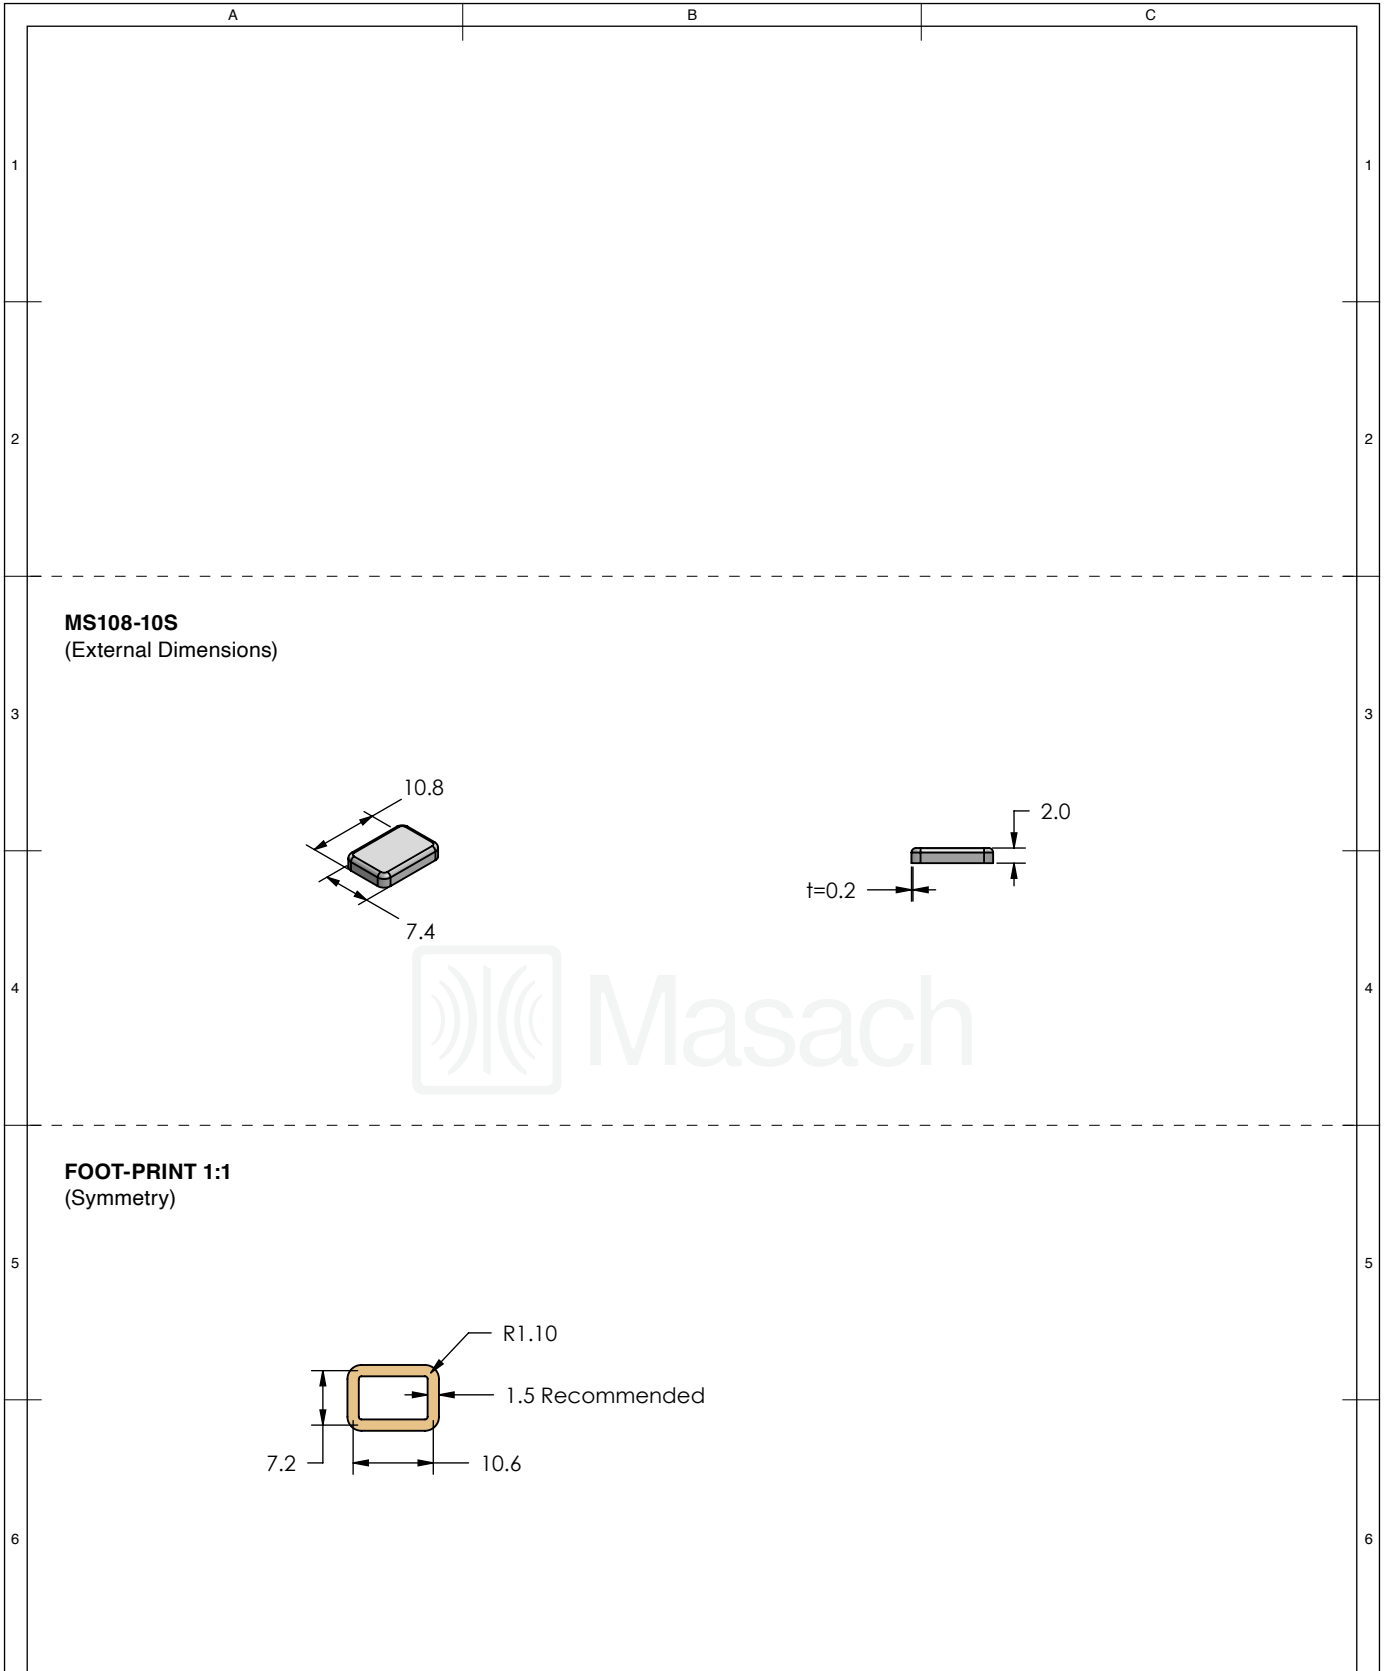 A B C
1 1
2 2
MS108-10S
(External Dimensions)
3 3
10.8
2.0
t=0.2
7.4
Masach
4 4
FOOT-PRINT 1:1
(Symmetry)
5 5
R1.10
1.5 Recommended
7.2
10.6
6 6